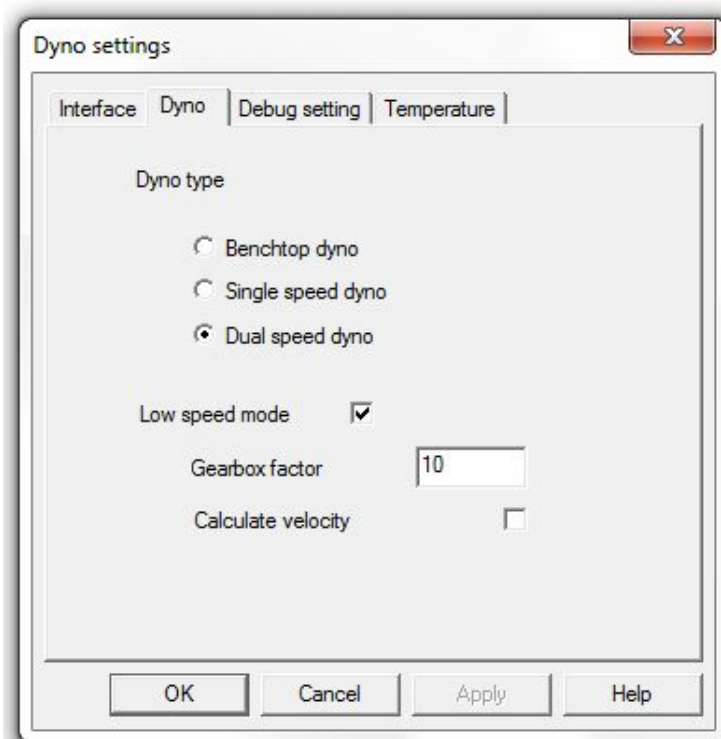 Dyno settings
Interface Dyno Debug setting Temperature
Dyno type
Benchtop dyno
Single speed dyno
Dual speed dyno
Low speed mode
Gearbox factor 10
Calculate velocity
OK Cancel Apply Help